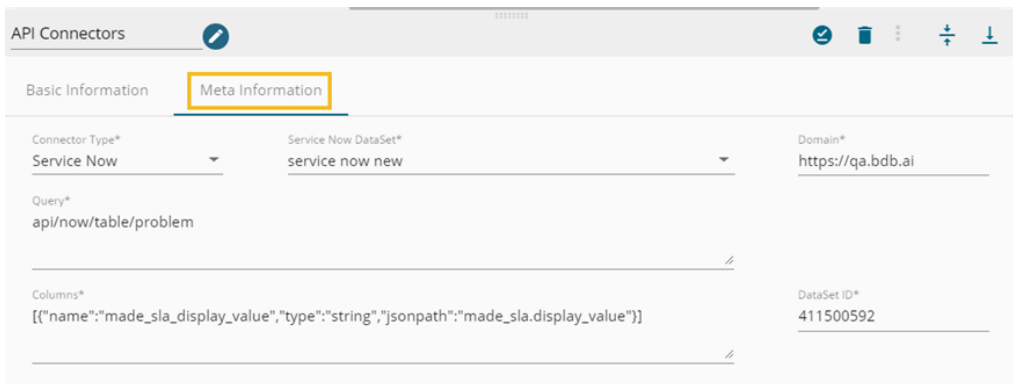 API Connectors
Basic Information Meta Information
Connector Type* Service Now DataSet* Domain*
Service Now service now new https://qa.bdb.ai
Query*
api/now/table/problem
Columns* DataSet ID*
[{"name":"made_sla_display_value","type":"string","jsonpath":"made_sla.display_value"}] 411500592